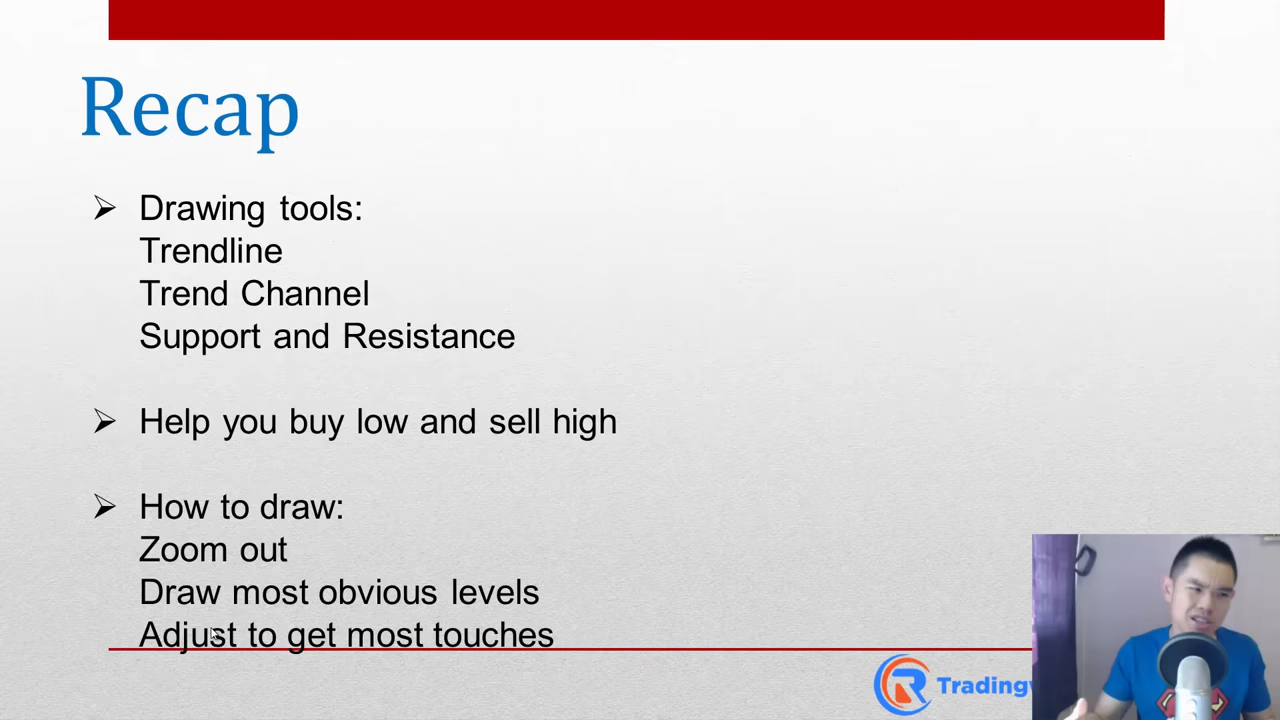 Recap
Drawing tools:
Trendline
Trend Channel
Support and Resistance
Help you buy low and sell high
How to draw:
Zoom out
Draw most obvious levels
Adjust to get most touches